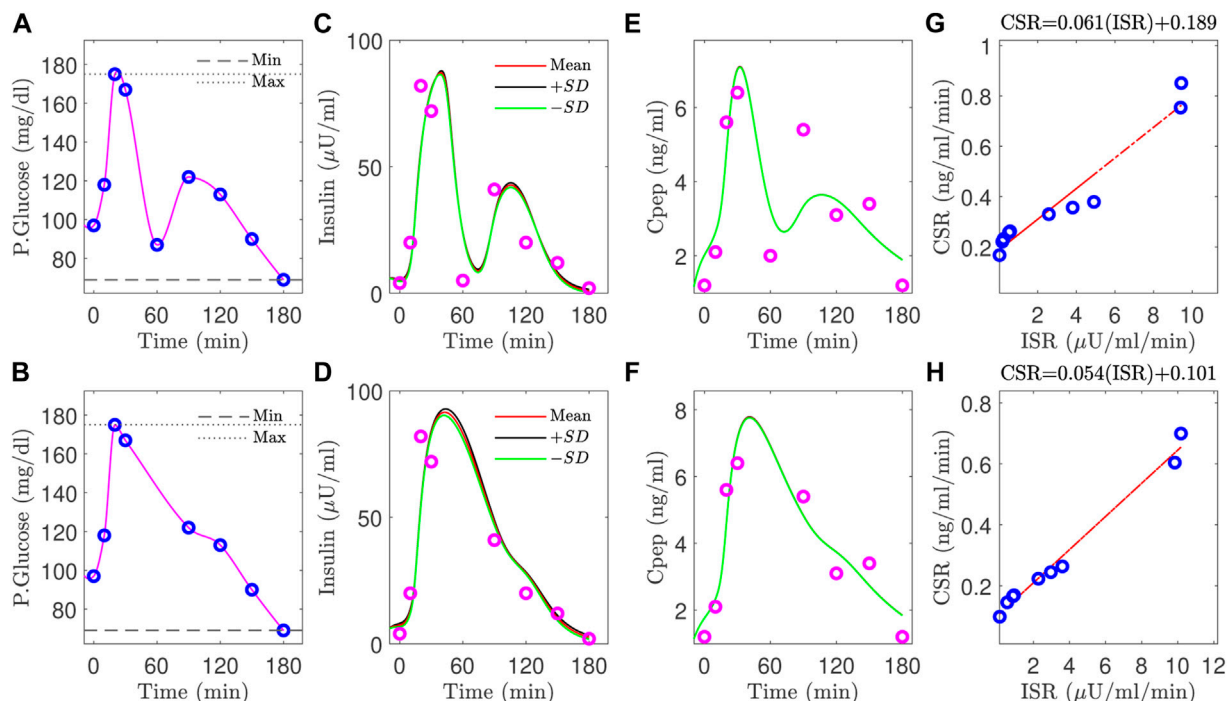 A
P.Glucose (mg/dl)
180
160
140
120
100
80
0
60
120
180
Time (min)
Min
Max
C
Insulin (μU/ml)
100
50
0
0
60
120
180
Time (min)
Mean
+SD
−SD
E
Cpep (ng/ml)
6
4
2
0
60
120
180
Time (min)
G
CSR=0.061(ISR)+0.189
CSR (ng/ml/min)
1
0.8
0.6
0.4
0.2
2
4
6
8
10
ISR (μU/ml/min)
B
P.Glucose (mg/dl)
180
160
140
120
100
80
0
60
120
180
Time (min)
Min
Max
D
Insulin (μU/ml)
100
50
0
0
60
120
180
Time (min)
Mean
+SD
−SD
F
Cpep (ng/ml)
8
6
4
2
0
60
120
180
Time (min)
H
CSR=0.054(ISR)+0.101
CSR (ng/ml/min)
0.8
0.6
0.4
0.2
2
4
6
8
10
12
ISR (μU/ml/min)